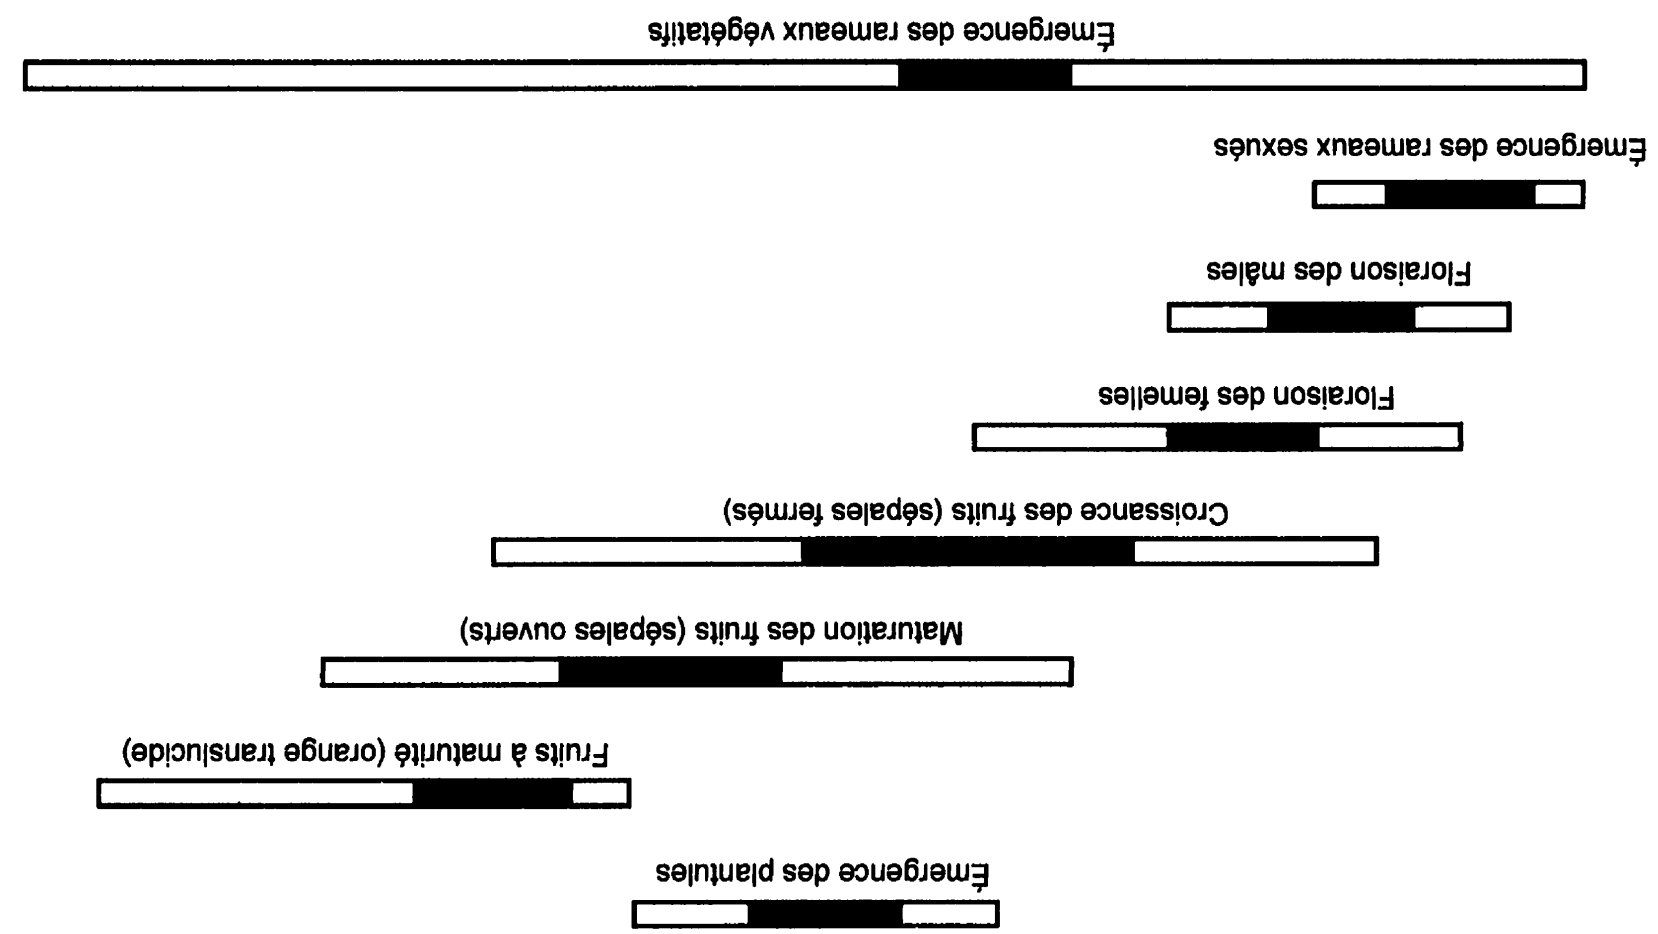 Émergence des plantules
Fruits à maturité (orange translucide)
Maturation des fruits (sépales ouverts)
Croissance des fruits (sépales fermés)
Floraison des femelles
Floraison des mâles
Émergence des rameaux sexués
Émergence des rameaux végétatifs